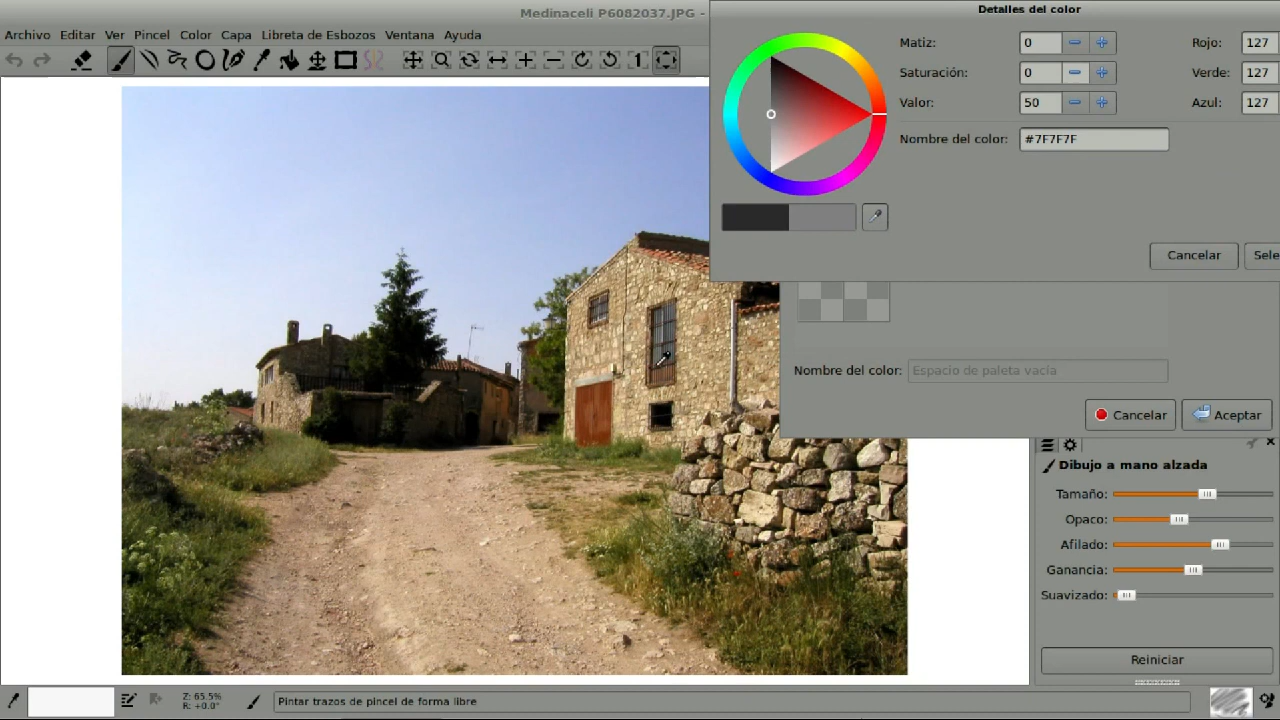 Medinaceli P6082037.JPG -
Detalles del color
Archivo Editar Ver Pincel Color Capa Libreta de Esbozos Ventana Ayuda
Matiz: 0 Rojo: 127
Saturación: 0 Verde: 127
Valor: 50 Azul: 127
Nombre del color: #7F7F7F
Cancelar Sele
Nombre del color: Espacio de paleta vacía
Cancelar Aceptar
Dibujo a mano alzada
Tamaño:
Opaco:
Afilado:
Ganancia:
Suavizado:
Reiniciar
Z: 65.5%
R: +0.0°
Pintar trazos de pincel de forma libre